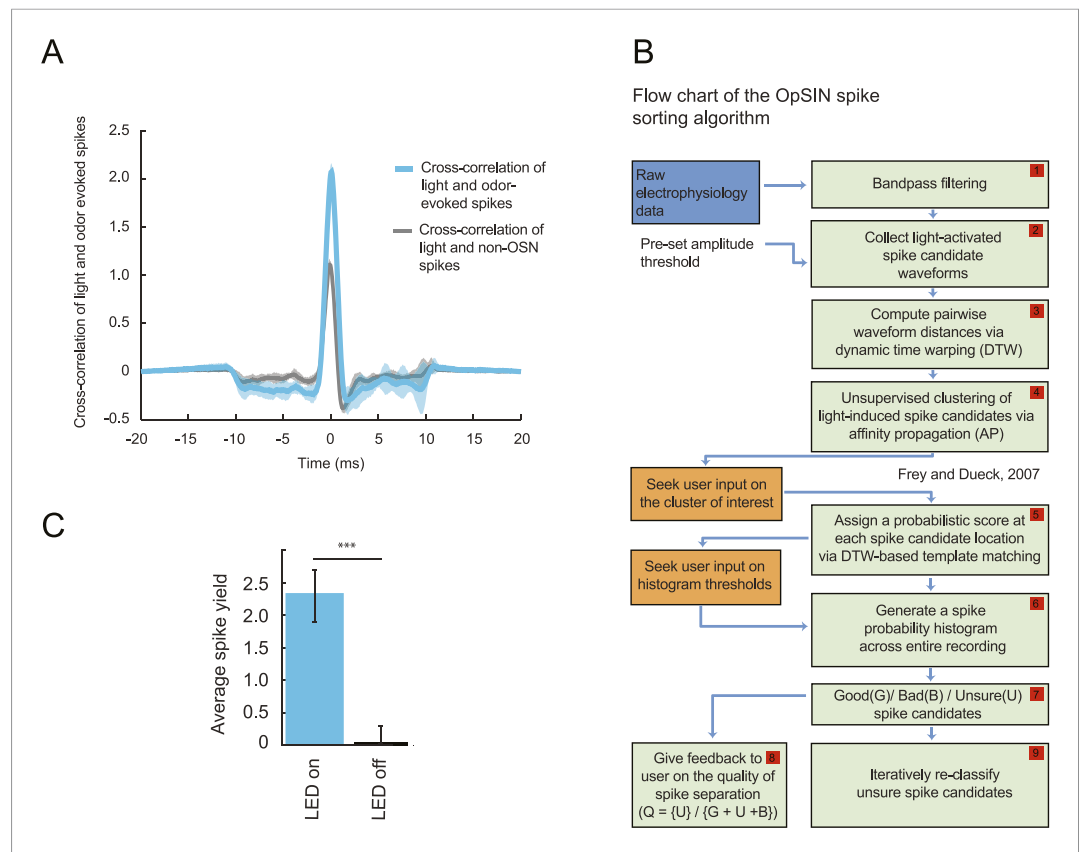 A
Cross-correlation of light and odor evoked spikes
2.5
2.0
1.5
1.0
0.5
0
-0.5
-20
-15
-10
-5
0
5
10
15
20
Time (ms)
Cross-correlation of
light and odor-
evoked spikes
Cross-correlation of
light and non-OSN
spikes
B
Flow chart of the OpSIN spike
sorting algorithm
Raw
electrophysiology
data
1
Bandpass filtering
Pre-set amplitude
threshold
2
Collect light-activated
spike candidate
waveforms
3
Compute pairwise
waveform distances via
dynamic time warping (DTW)
4
Unsupervised clustering of
light-induced spike candidates via
affinity propagation (AP)
Frey and Dueck, 2007
Seek user input on
the cluster of interest
5
Assign a probabilistic score at
each spike candidate location
via DTW-based template matching
Seek user input on
histogram thresholds
6
Generate a spike
probability histogram
across entire recording
7
Good(G)/ Bad(B) / Unsure(U)
spike candidates
8
Give feedback to
user on the quality of
spike separation
(Q = {U} / {G + U +B})
9
Iteratively re-classify
unsure spike candidates
C
Average spike yield
2.5
2.0
1.5
1.0
0.5
0
***
LED on
LED off